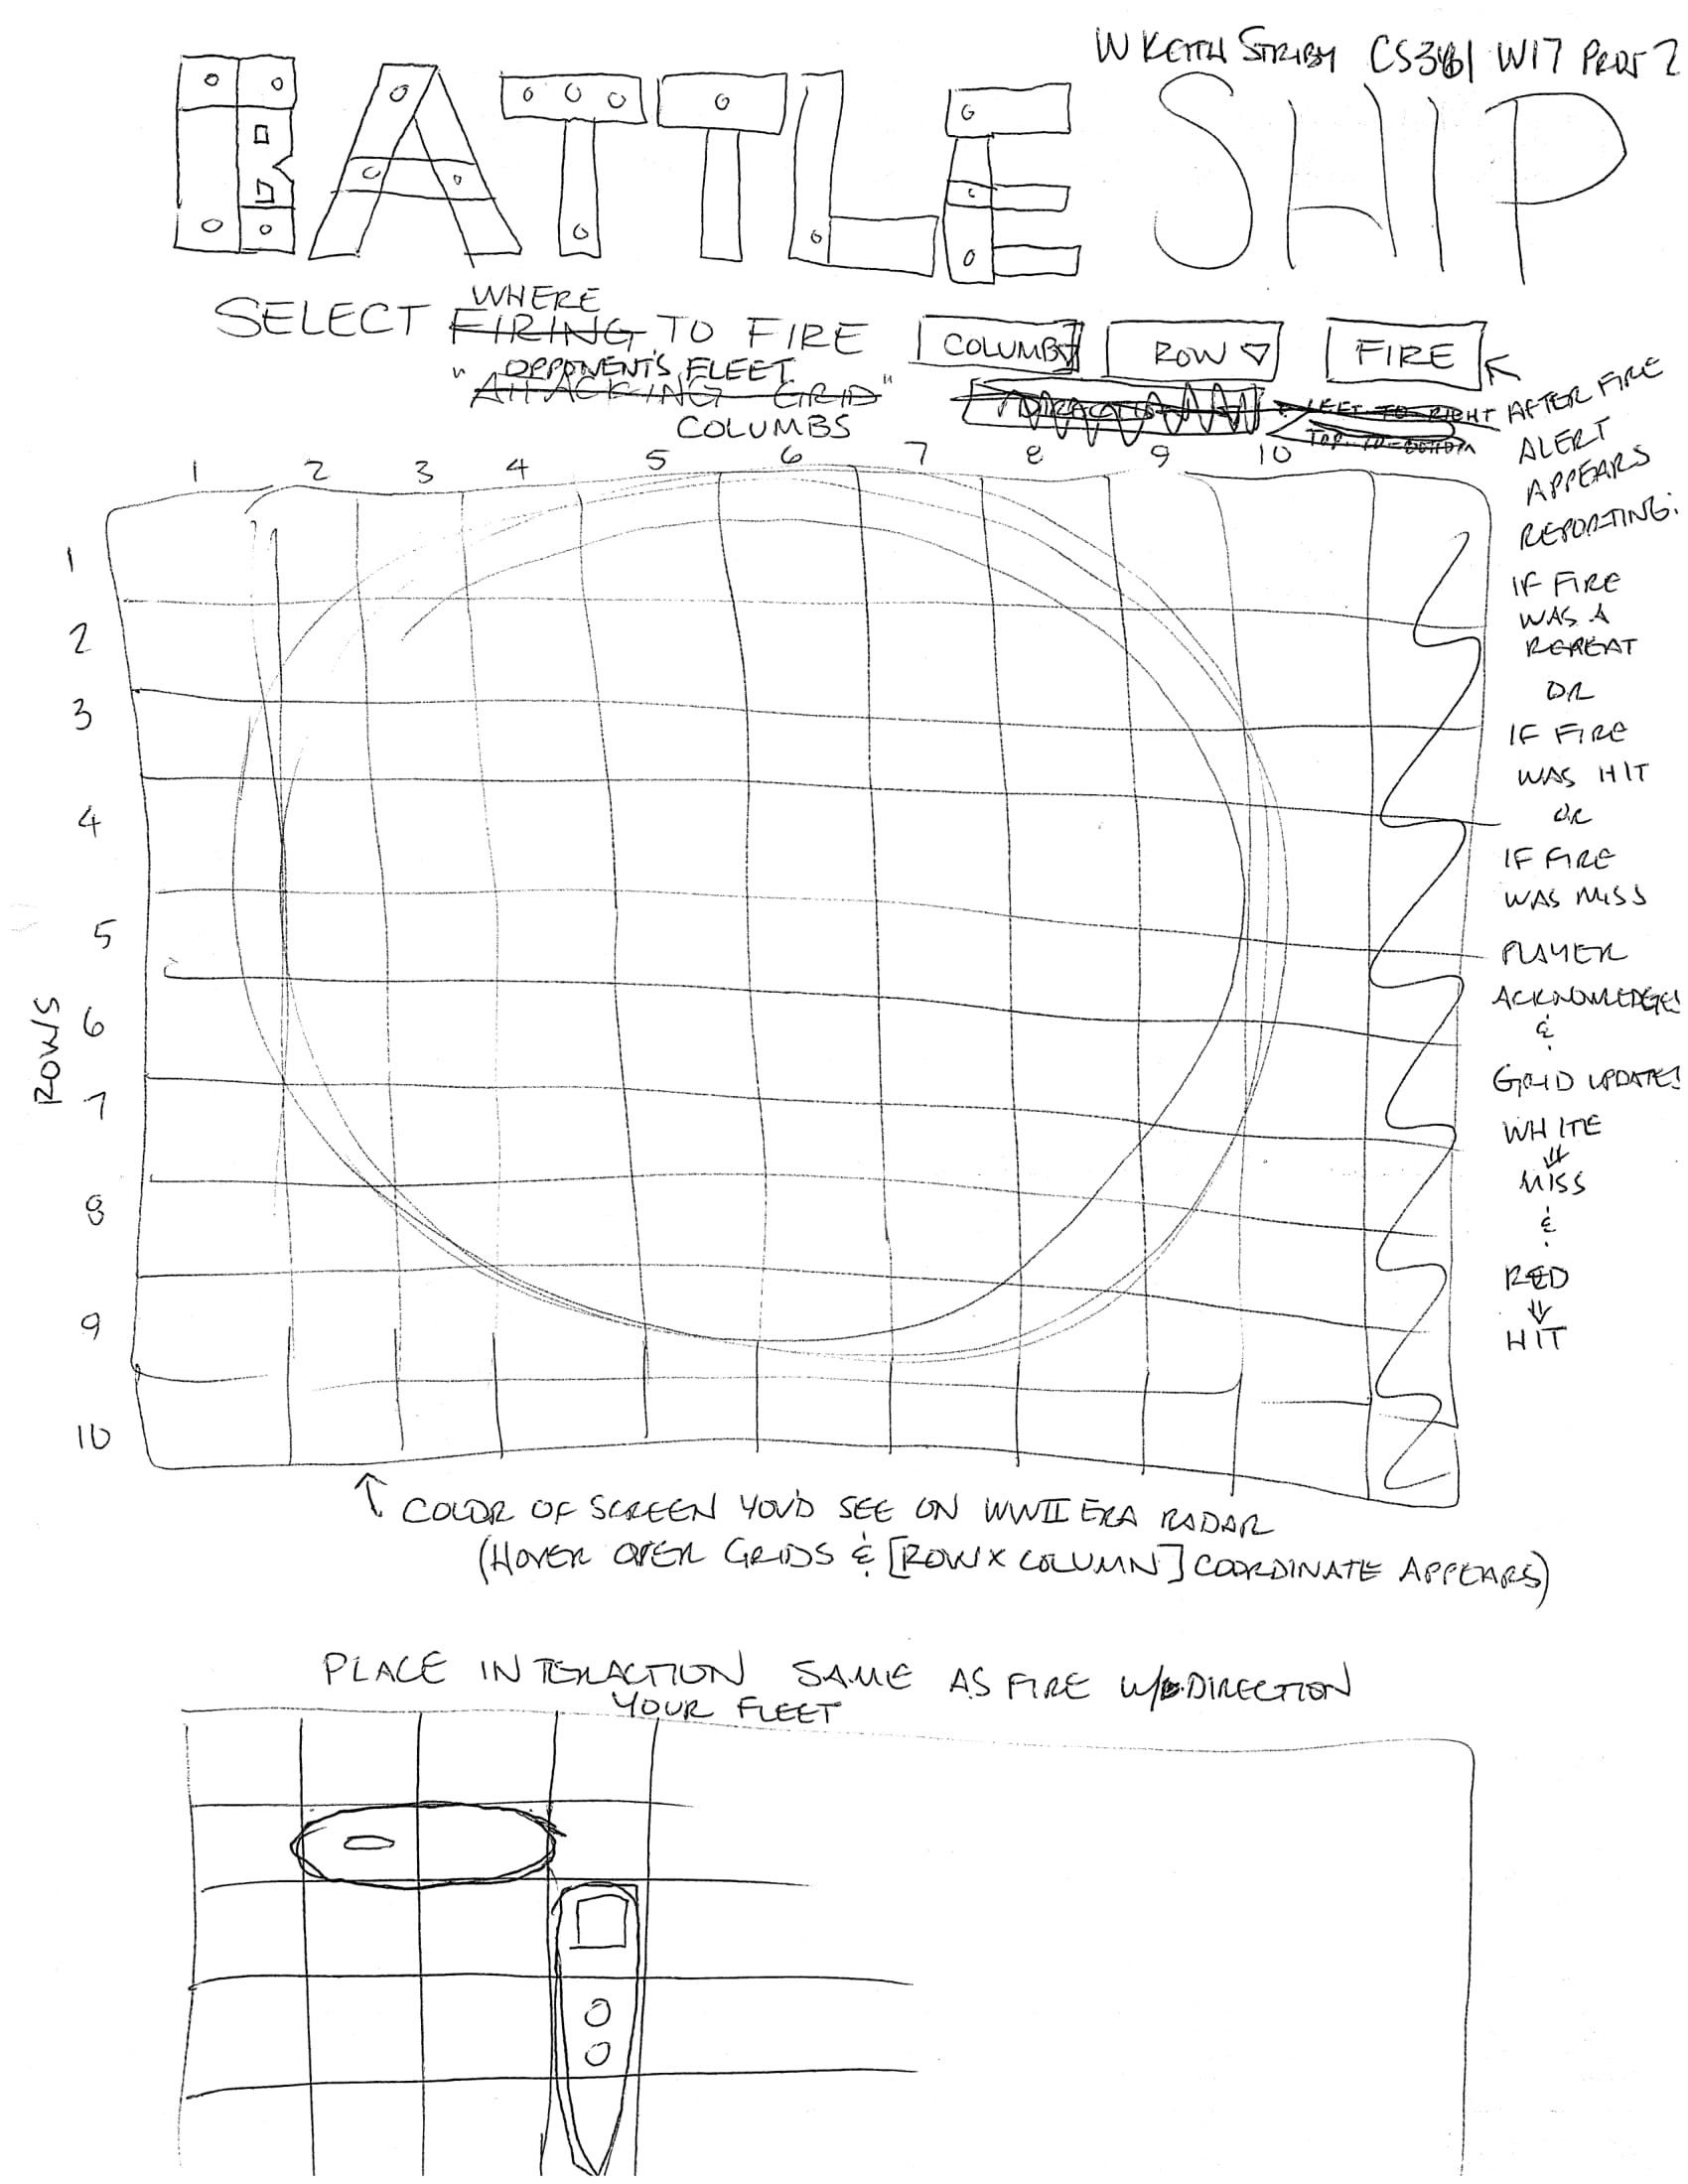 W KEITH STRIBY CS361 W17 PROJ 2
BATTLE SHIP
WHERE
SELECT FIRING TO FIRE
COLUMBS ROW ▽ FIRE
OPPONENT'S FLEET
"ATTACKING GRID"
LEFT-TO-RIGHT
TOP-TO-BOTTOM
COLUMBS
1 2 3 4 5 6 7 8 9 10
ROWS
1
2
3
4
5
6
7
8
9
10
AFTER FIRE
ALERT
APPEARS
REPORTING:
IF FIRE
WAS A
REPEAT
OR
IF FIRE
WAS HIT
OR
IF FIRE
WAS MISS
PLAYER
ACKNOWLEDGES
&
GRID UPDATES
WHITE
⇓
MISS
&
RED
⇓
HIT
↑ COLOR OF SCREEN YOU'D SEE ON WWII ERA RADAR
(HOVER OVER GRIDS & [ROW X COLUMN] COORDINATE APPEARS)
PLACE INTERACTION SAME AS FIRE W/ DIRECTION
YOUR FLEET